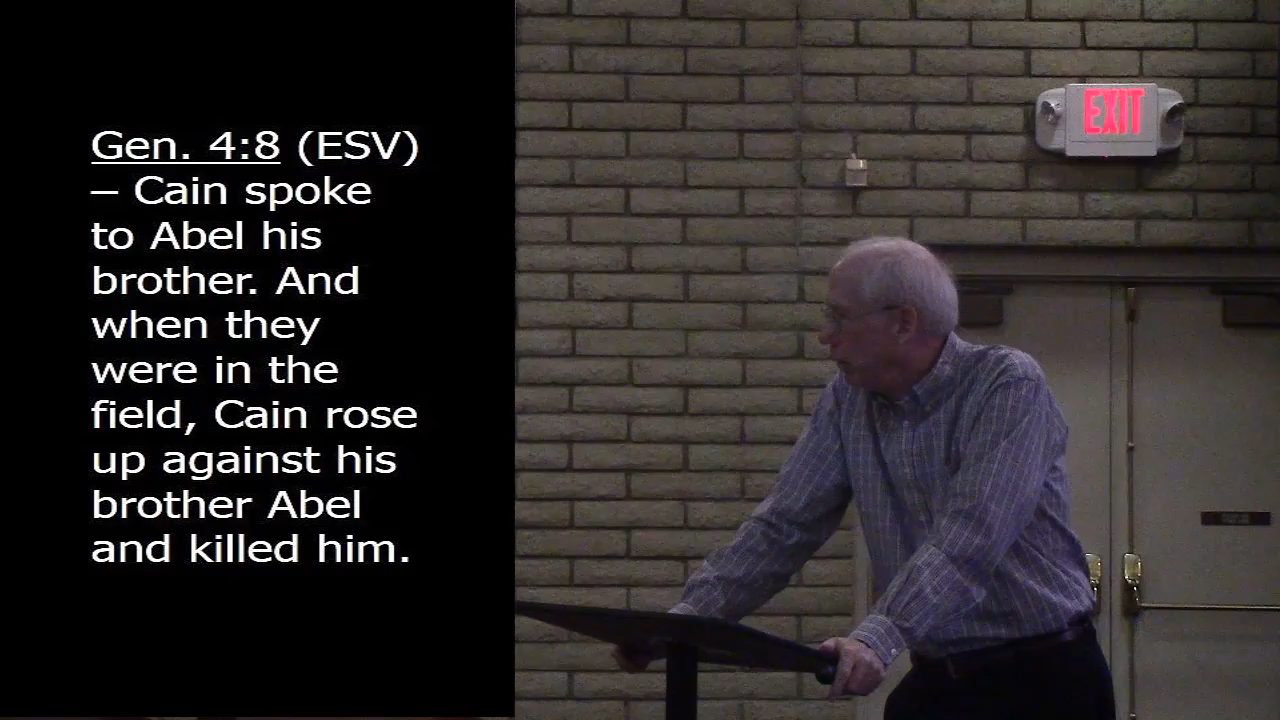 Gen. 4:8 (ESV)
– Cain spoke
to Abel his
brother. And
when they
were in the
field, Cain rose
up against his
brother Abel
and killed him.
EXIT